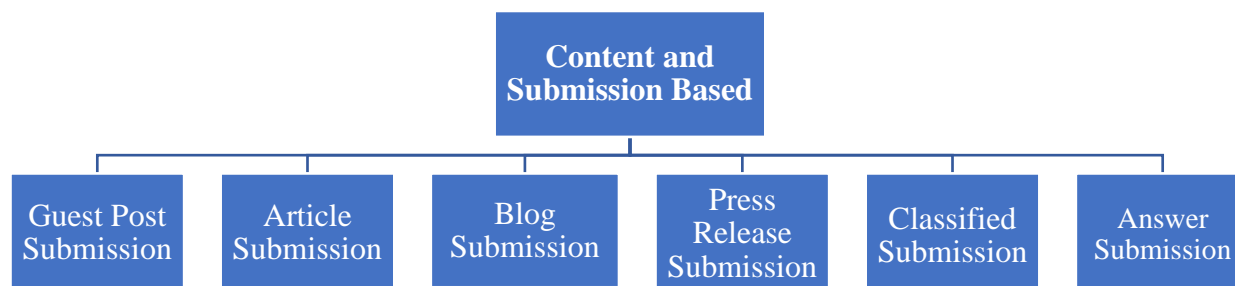 Content and
Submission Based
Guest Post
Submission
Article
Submission
Blog
Submission
Press
Release
Submission
Classified
Submission
Answer
Submission